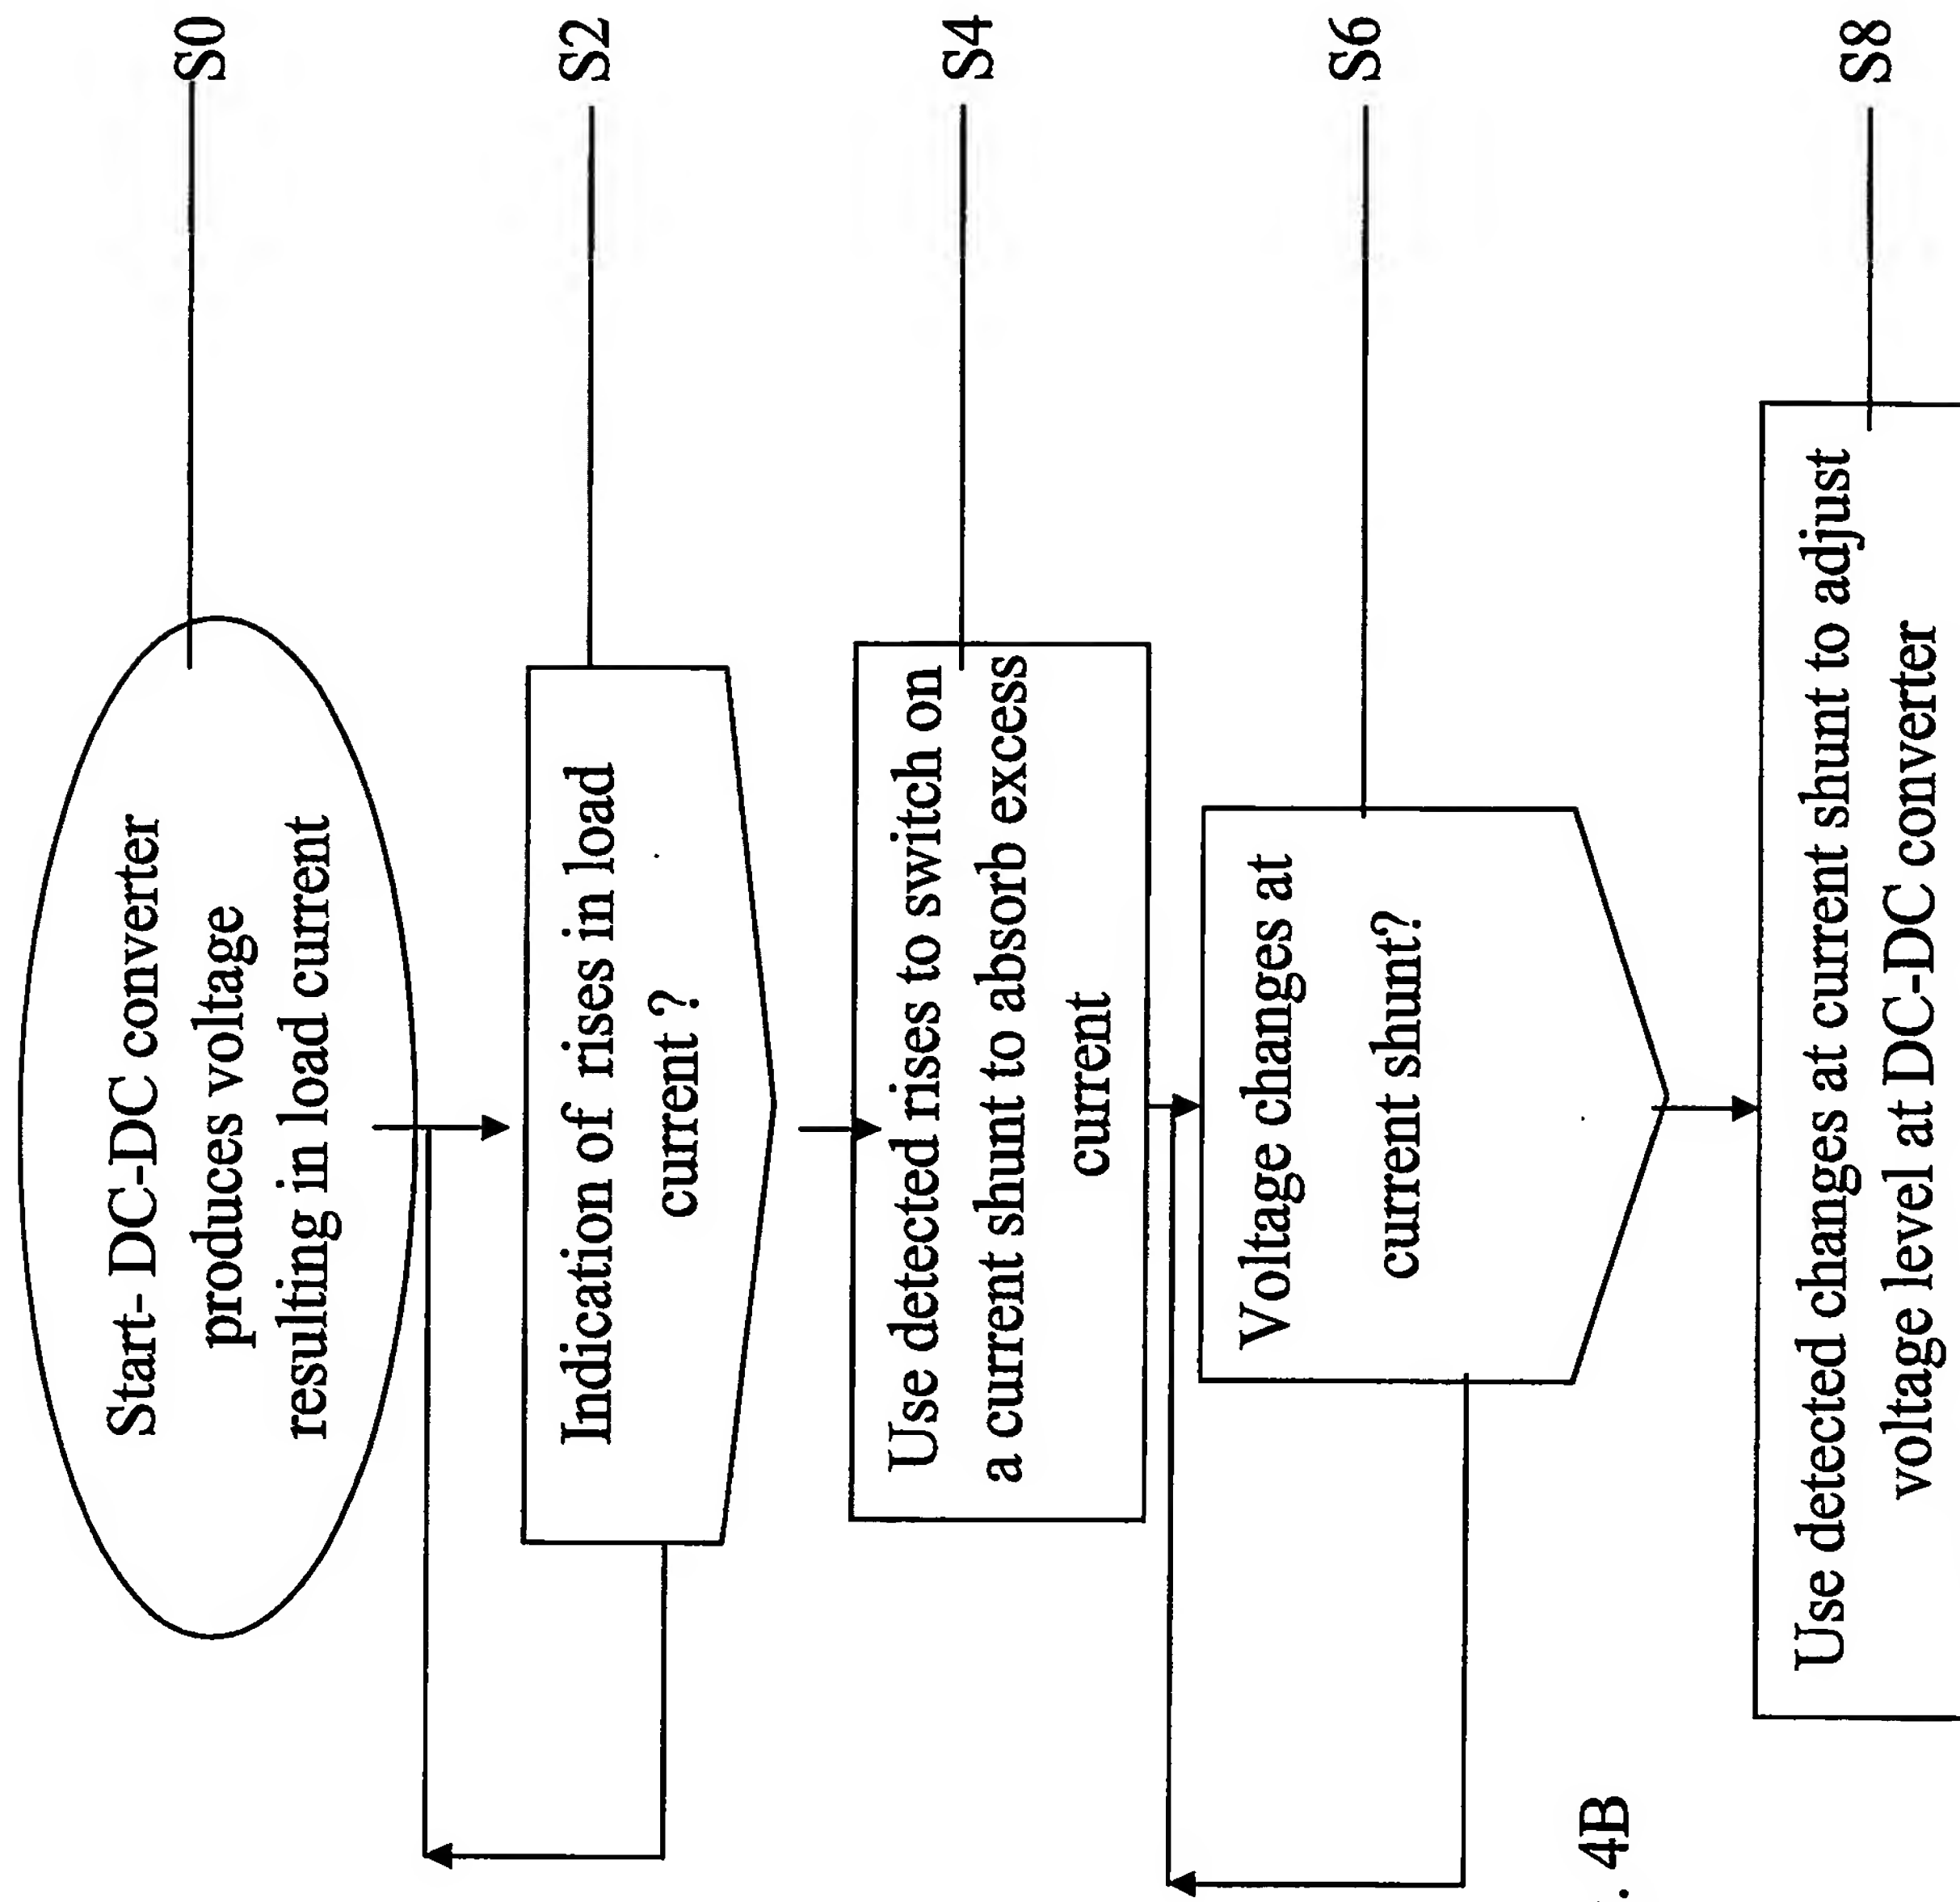 Start- DC-DC converter
produces voltage
resulting in load current
S0
Indication of rises in load
current ?
S2
Use detected rises to switch on
a current shunt to absorb excess
current
S4
Voltage changes at
current shunt?
S6
Use detected changes at current shunt to adjust
voltage level at DC-DC converter
S8
. 4B